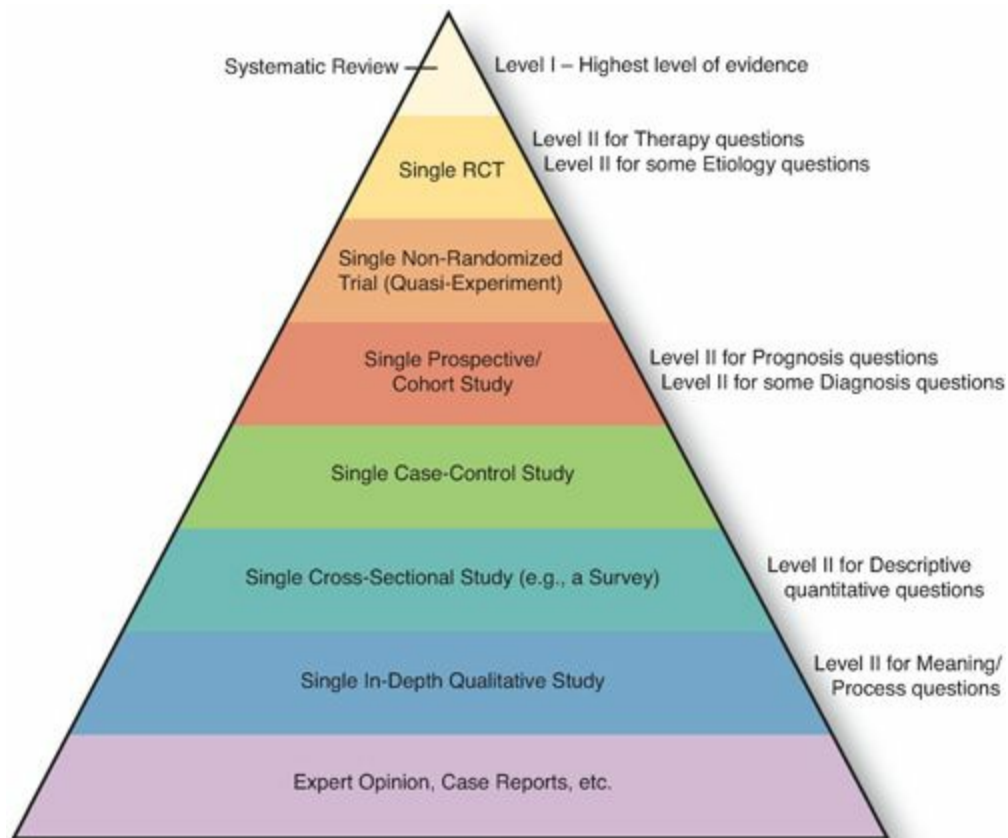 Systematic Review
Level I – Highest level of evidence
Level II for Therapy questions
Level II for some Etiology questions
Single RCT
Single Non-Randomized
Trial (Quasi-Experiment)
Single Prospective/
Cohort Study
Level II for Prognosis questions
Level II for some Diagnosis questions
Single Case-Control Study
Single Cross-Sectional Study (e.g., a Survey)
Level II for Descriptive
quantitative questions
Single In-Depth Qualitative Study
Level II for Meaning/
Process questions
Expert Opinion, Case Reports, etc.